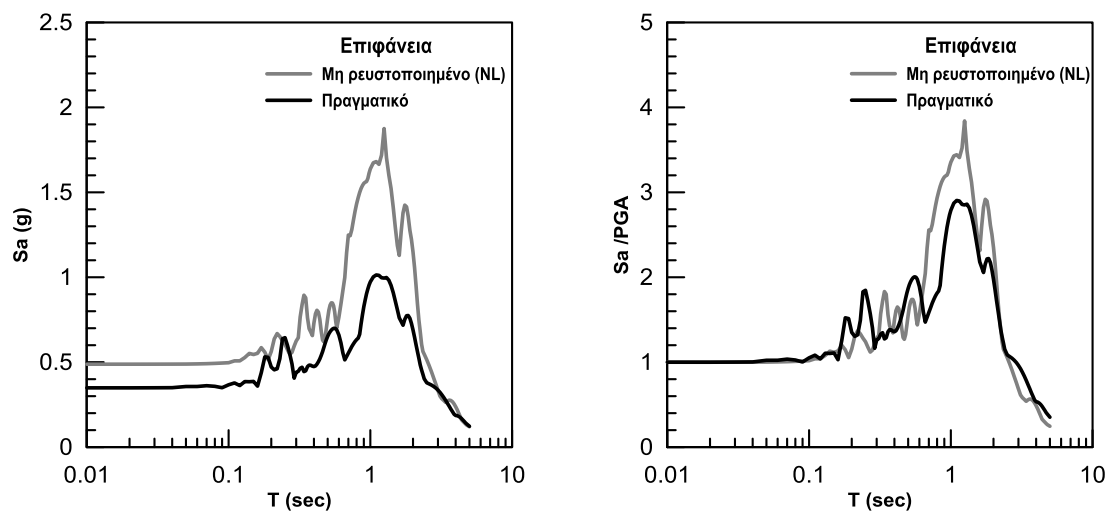 2.5
2
1.5
1
0.5
0
Sa (g)
Επιφάνεια
Μη ρευστοποιημένο (NL)
Πραγματικό
0.01
0.1
1
10
T (sec)
5
4
3
2
1
0
Sa /PGA
Επιφάνεια
Μη ρευστοποιημένο (NL)
Πραγματικό
0.01
0.1
1
10
T (sec)